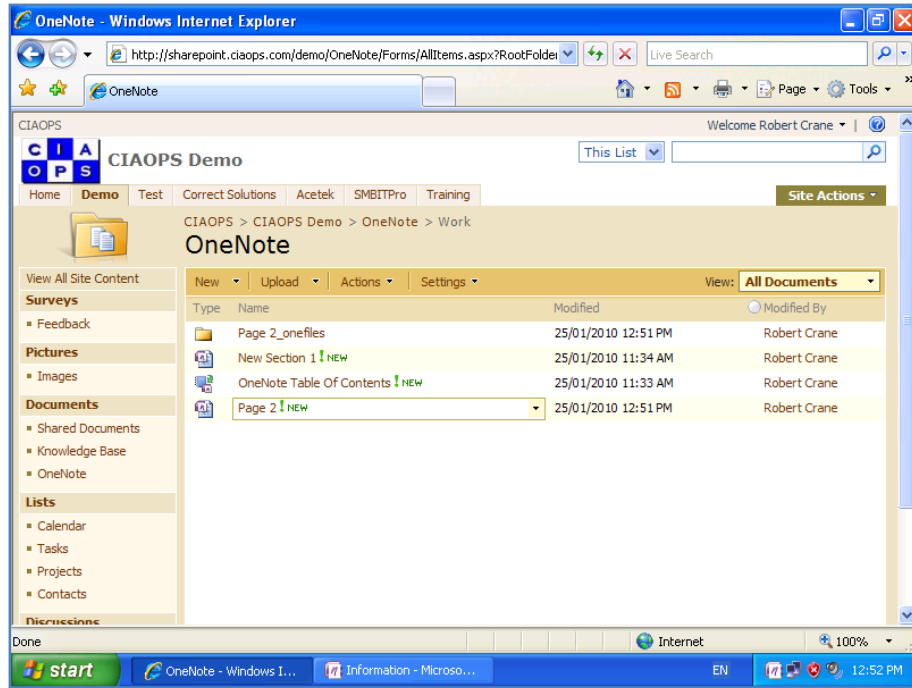 OneNote - Windows Internet Explorer
http://sharepoint.ciaops.com/demo/OneNote/Forms/AllItems.aspx?RootFolder
Live Search
OneNote
Page Tools »
CIAOPS
Welcome Robert Crane
C I A
O P S
CIAOPS Demo
This List
Home Demo Test Correct Solutions Acetek SMBITPro Training
Site Actions
CIAOPS > CIAOPS Demo > OneNote > Work
OneNote
View All Site Content
Surveys
Feedback
Pictures
Images
Documents
Shared Documents
Knowledge Base
OneNote
Lists
Calendar
Tasks
Projects
Contacts
Discussions
New Upload Actions Settings View: All Documents
Type Name Modified Modified By
Page 2_onefiles 25/01/2010 12:51 PM Robert Crane
New Section 1 ! NEW 25/01/2010 11:34 AM Robert Crane
OneNote Table Of Contents ! NEW 25/01/2010 11:33 AM Robert Crane
Page 2 ! NEW 25/01/2010 12:51 PM Robert Crane
Done Internet 100%
start OneNote - Windows I... Information - Microso... EN 12:52 PM